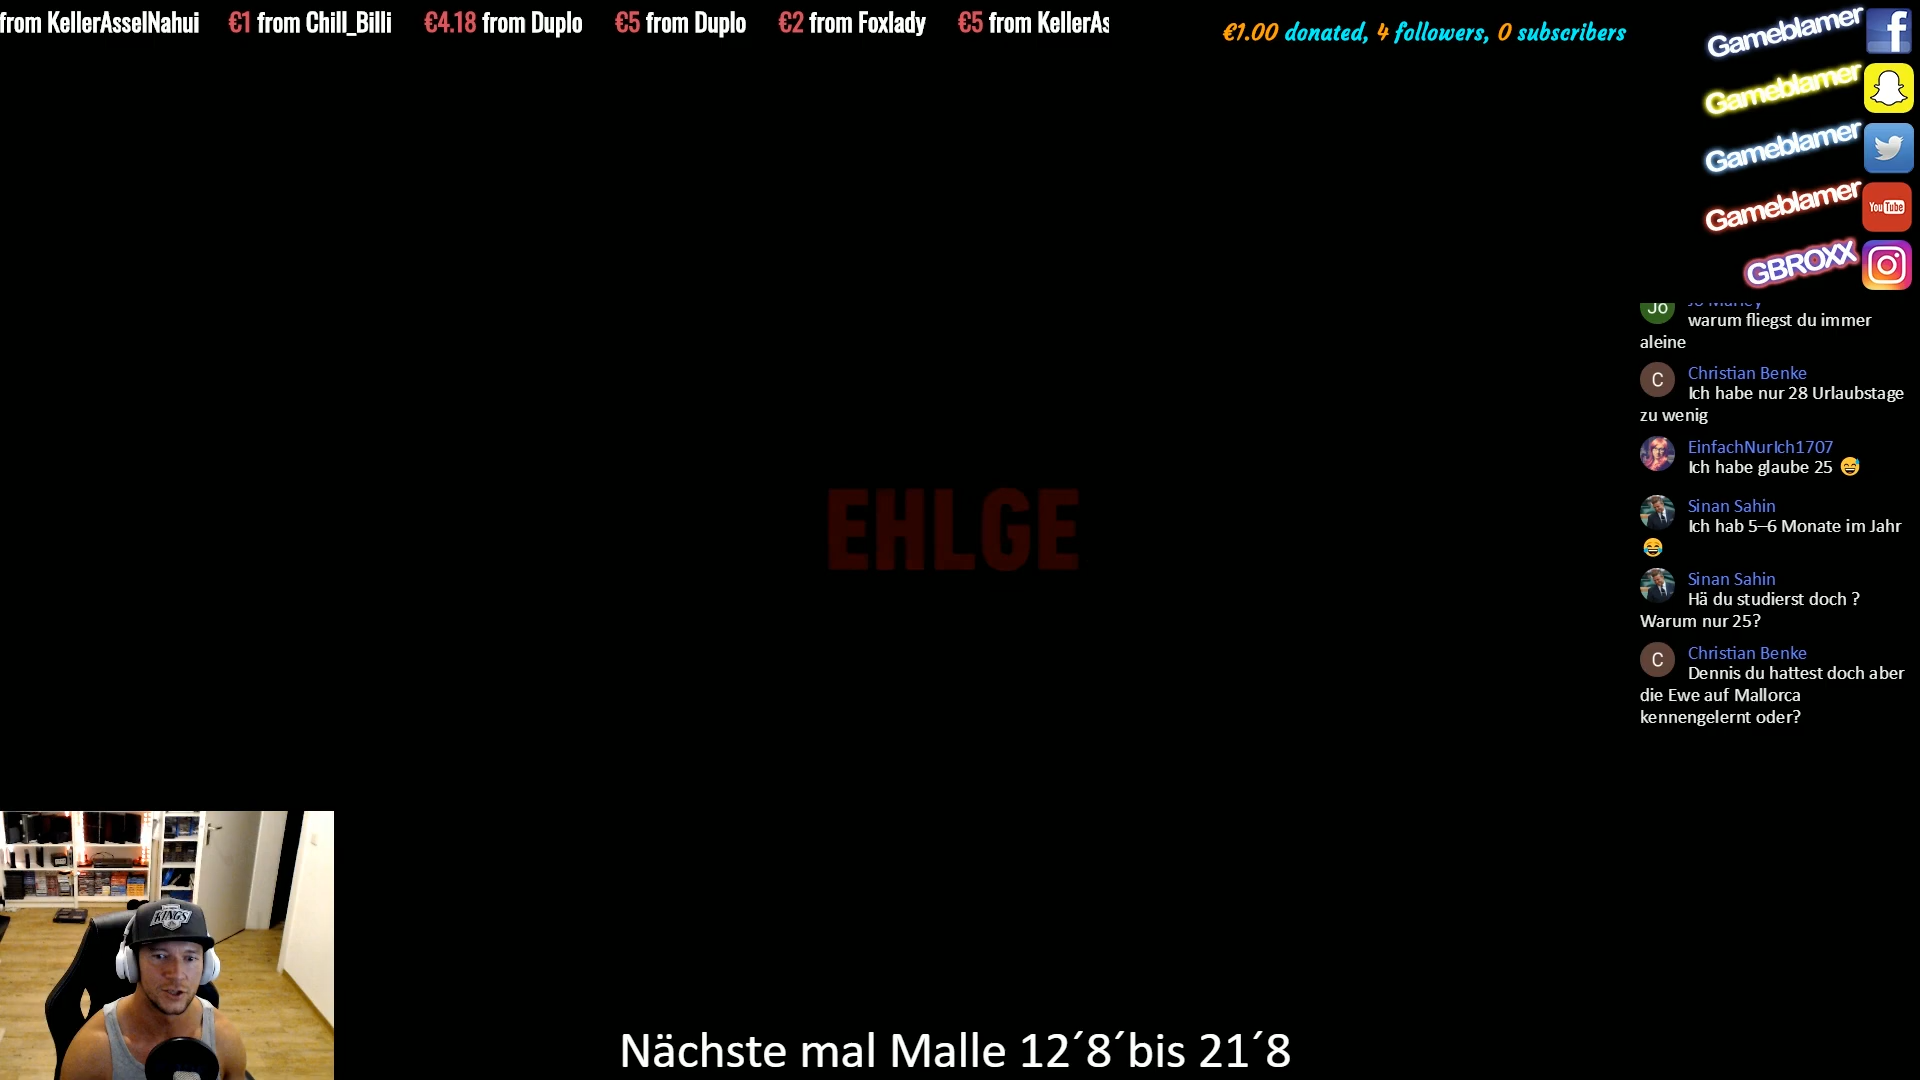 from KellerAsselNahui €1 from Chill_Billi €4.18 from Duplo €5 from Duplo €2 from Foxlady €5 from KellerAs
€1.00 donated, 4 followers, 0 subscribers
Gameblamer
Gameblamer
Gameblamer
Gameblamer
You Tube
GBROXX
Jo
warum fliegst du immer
aleine
C
Christian Benke
Ich habe nur 28 Urlaubstage
zu wenig
EinfachNurIch1707
Ich habe glaube 25 😅
Sinan Sahin
Ich hab 5–6 Monate im Jahr
😂
Sinan Sahin
Hä du studierst doch ?
Warum nur 25?
C
Christian Benke
Dennis du hattest doch aber
die Ewe auf Mallorca
kennengelernt oder?
EHLGE
KINGS
Nächste mal Malle 12´8´bis 21´8